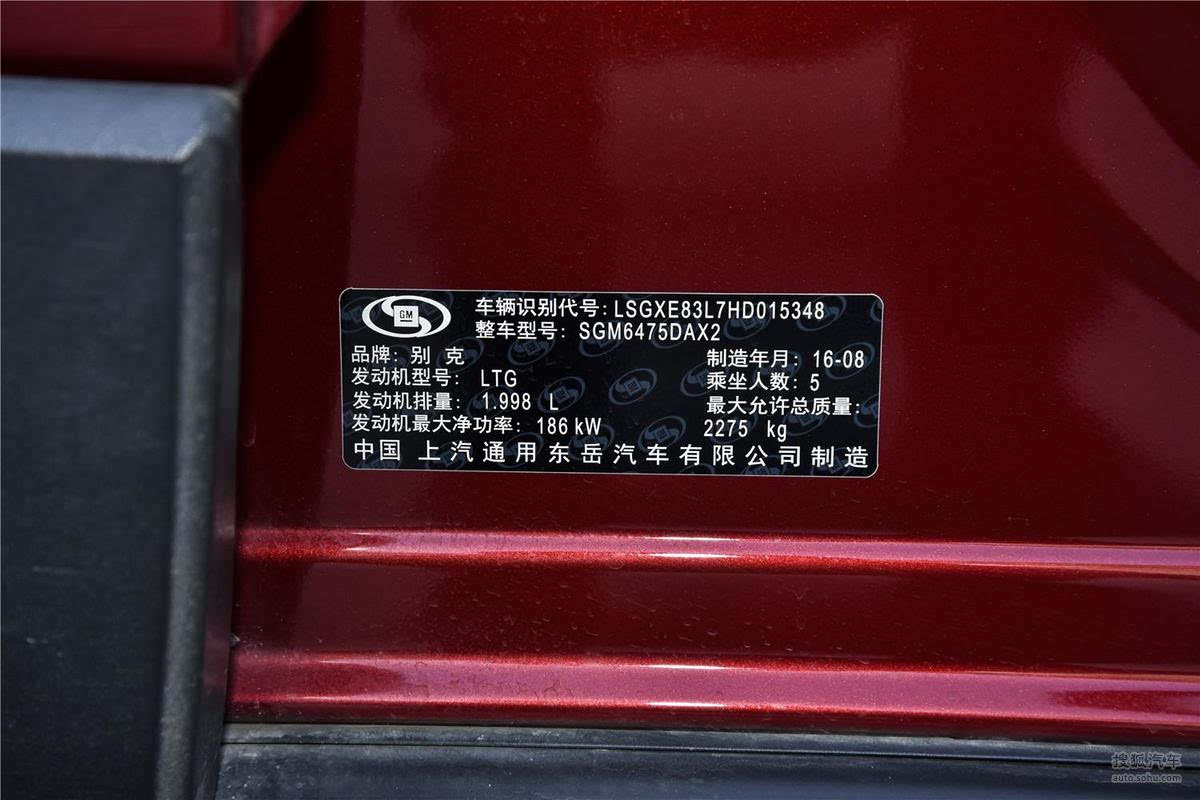 GM
车辆识别代号：LSGXE83L7HD015348
整车型号：SGM6475DAX2
品牌：别 克
制造年月：16-08
发动机型号：LTG
乘坐人数：5
发动机排量：1.998 L
最大允许总质量：
发动机最大净功率：186 kW
2275 kg
中国 上汽通用东岳汽车有限公司制造
搜狐汽车
auto.sohu.com